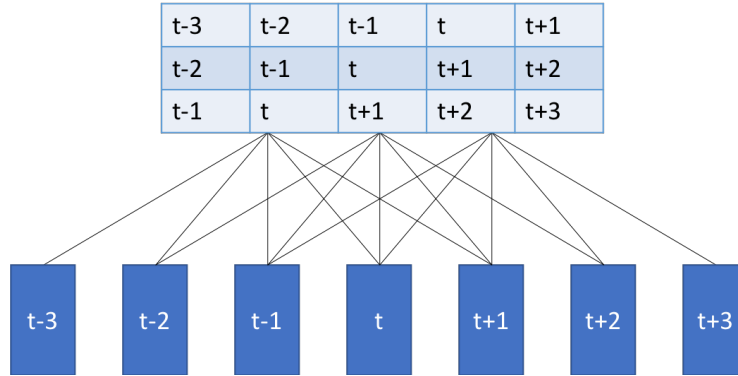 t-3 t-2 t-1 t t+1
t-2 t-1 t t+1 t+2
t-1 t t+1 t+2 t+3
t-3 t-2 t-1 t t+1 t+2 t+3